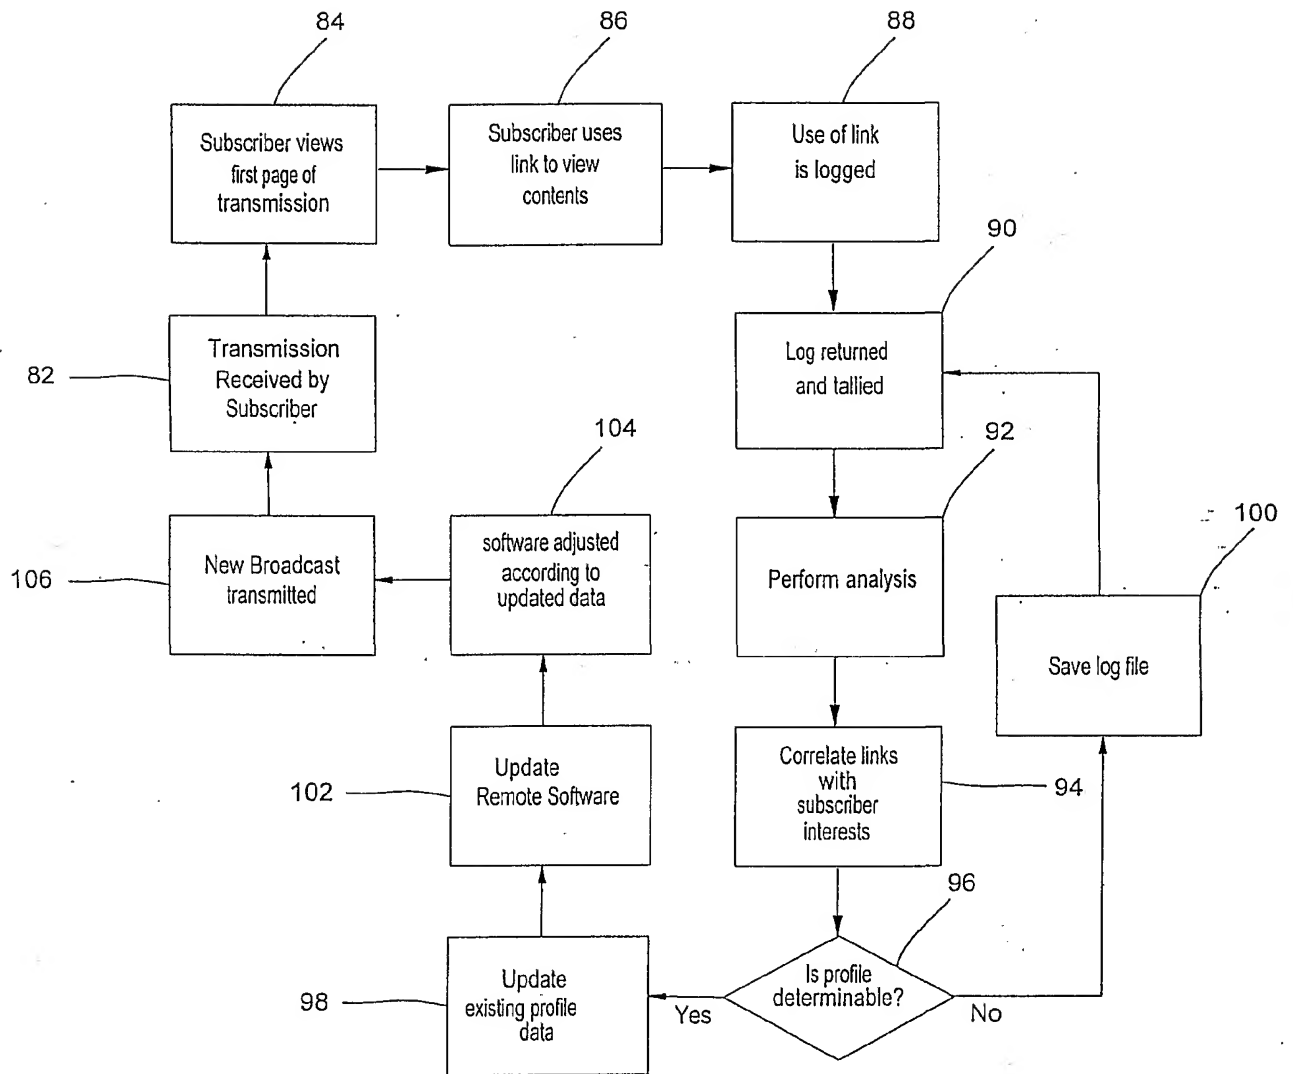 84
86
88
Subscriber views
first page of
transmission
Subscriber uses
link to view
contents
Use of link
is logged
90
Transmission
Received by
Subscriber
82
Log returned
and tallied
104
92
100
New Broadcast
transmitted
106
software adjusted
according to
updated data
Perform analysis
Save log file
Update
Remote Software
102
Correlate links
with
subscriber
interests
94
96
Update
existing profile
data
98
Yes
Is profile
determinable?
No